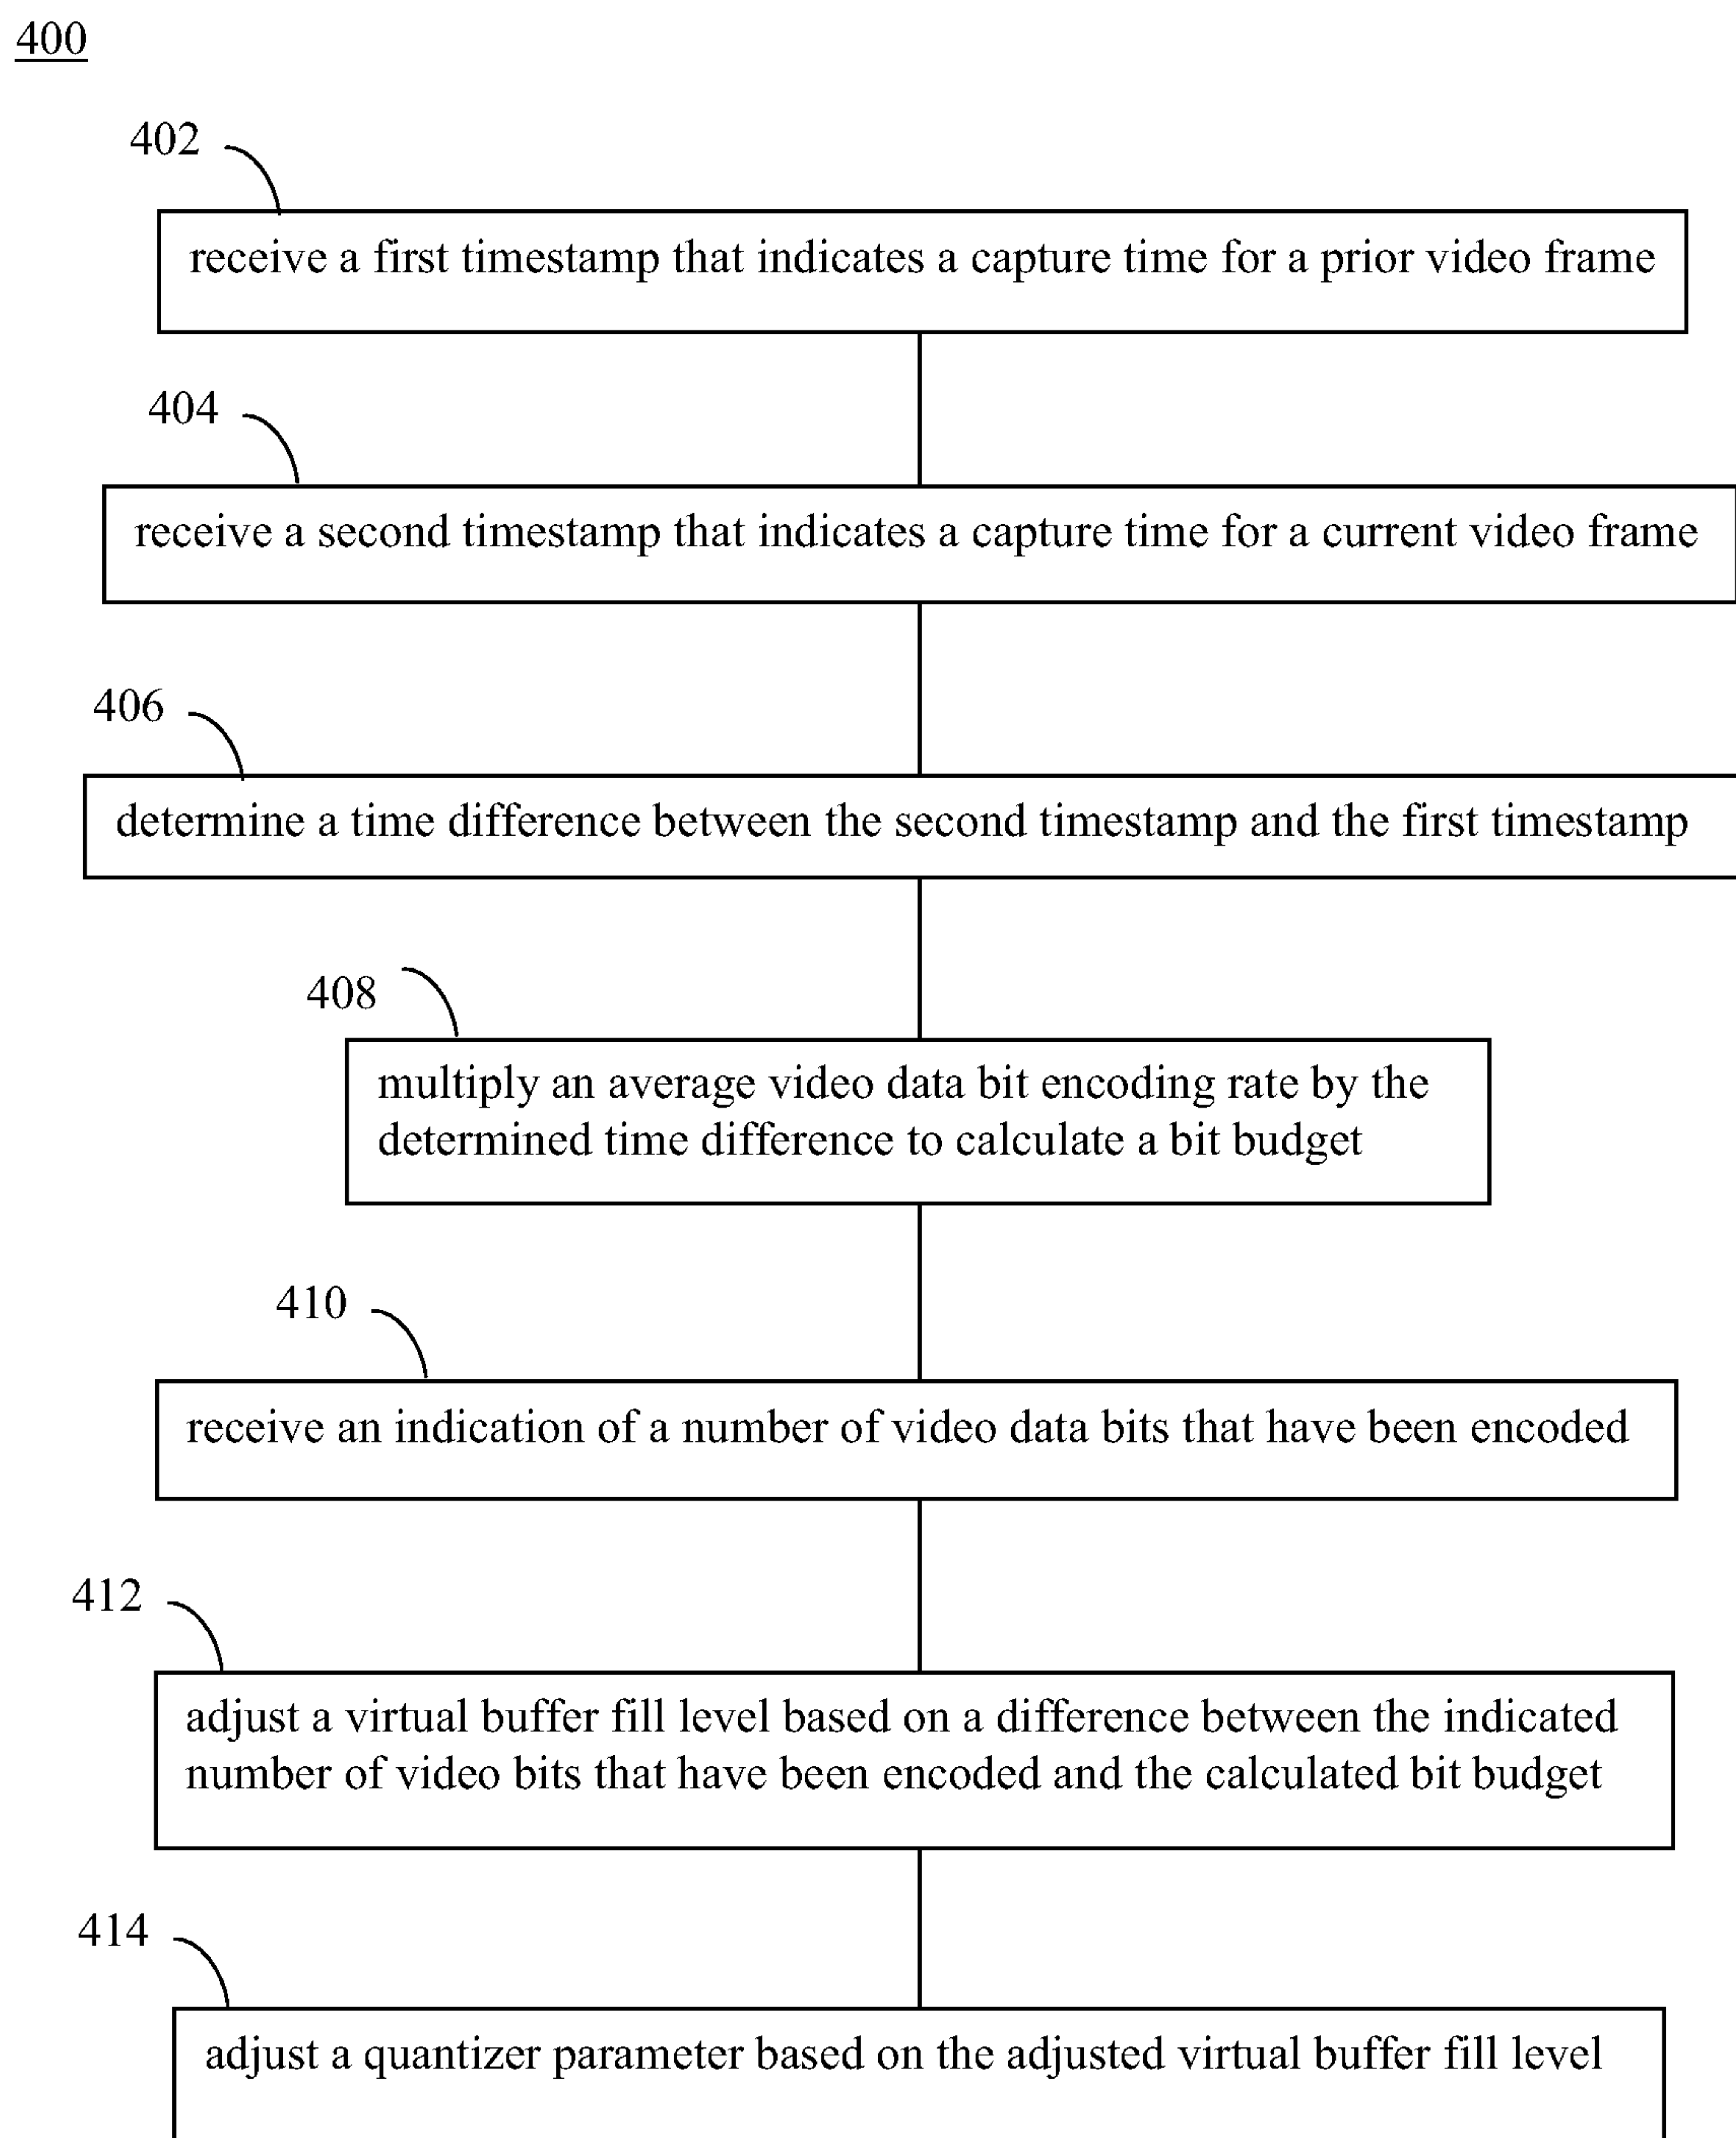 400
402
receive a first timestamp that indicates a capture time for a prior video frame
404
receive a second timestamp that indicates a capture time for a current video frame
406
determine a time difference between the second timestamp and the first timestamp
408
multiply an average video data bit encoding rate by the
determined time difference to calculate a bit budget
410
receive an indication of a number of video data bits that have been encoded
412
adjust a virtual buffer fill level based on a difference between the indicated
number of video bits that have been encoded and the calculated bit budget
414
adjust a quantizer parameter based on the adjusted virtual buffer fill level